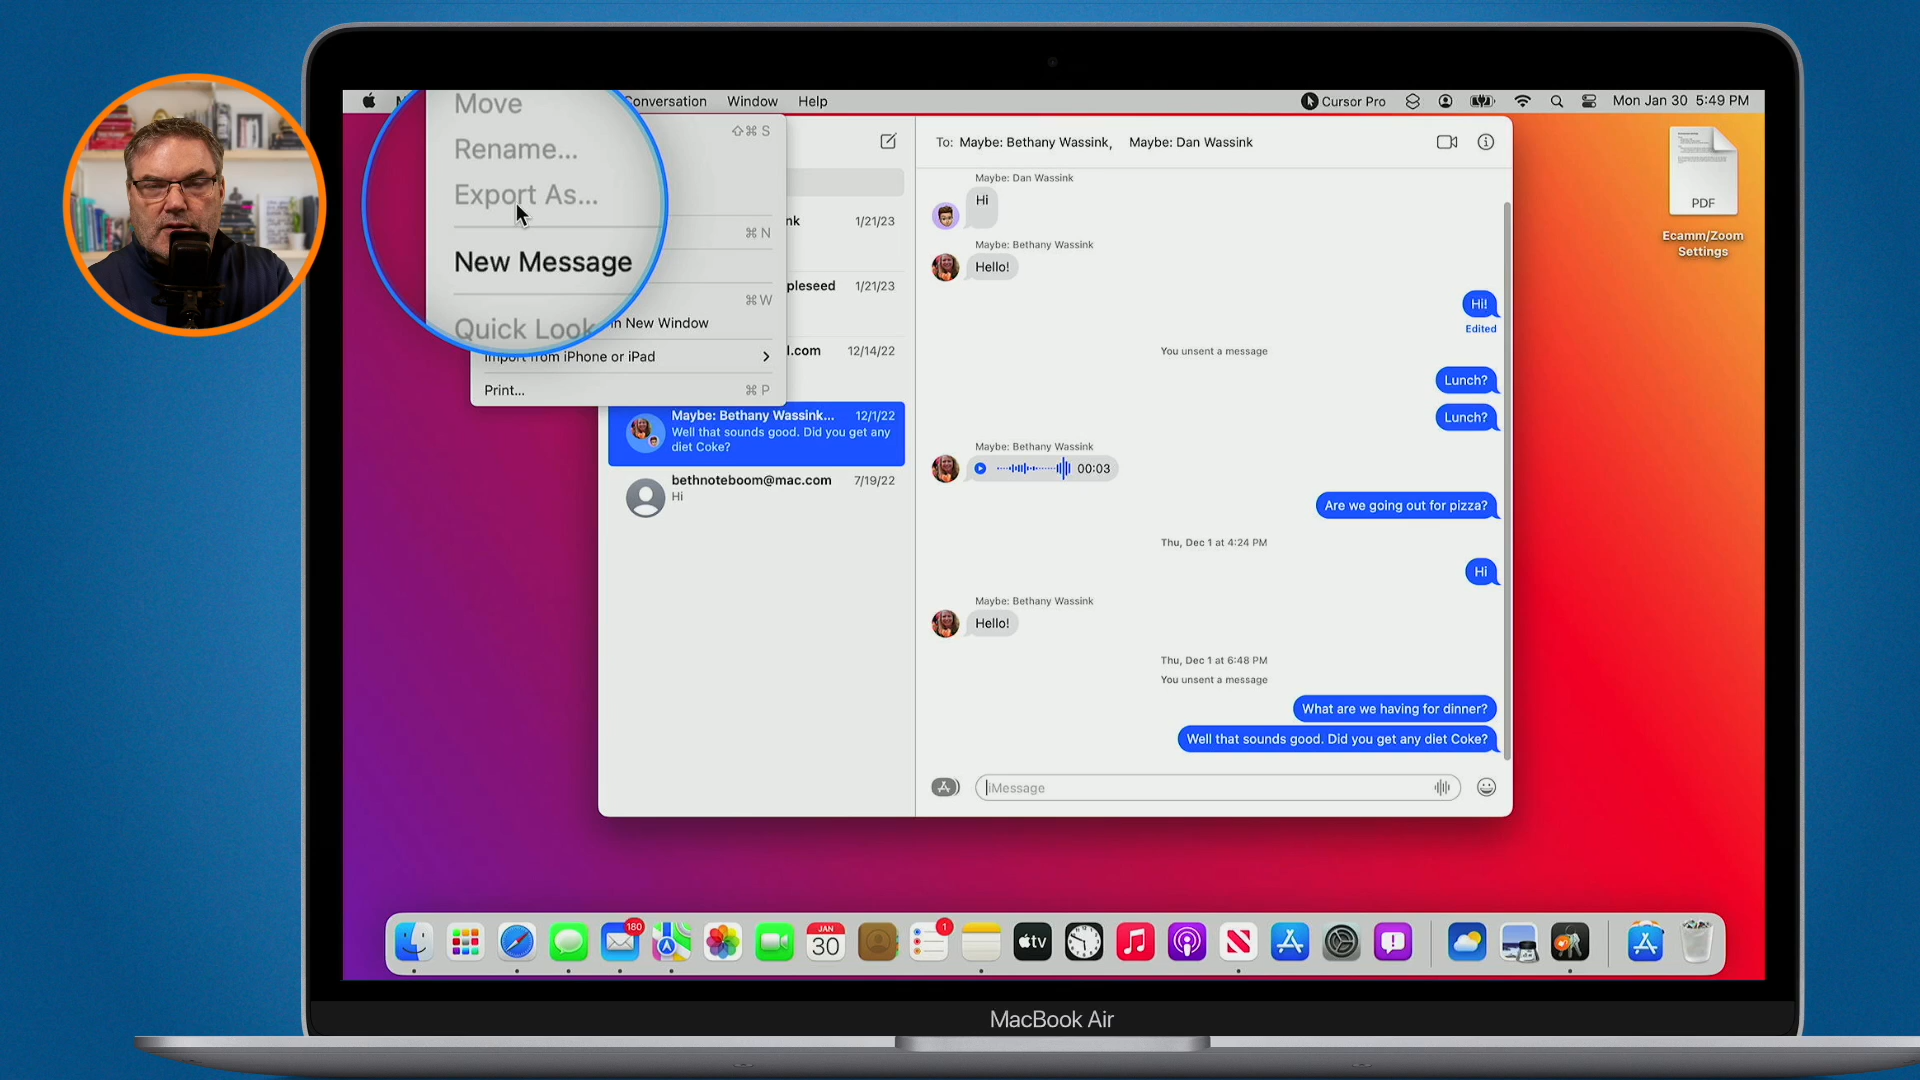 Conversation Window Help
Cursor Pro
Mon Jan 30 5:49 PM
Move
Rename...
Export As...
New Message
Quick Look
⇧⌘ S
⌘ N
⌘ W
In New Window
Import from iPhone or iPad
Print...
⌘ P
nk 1/21/23
pleseed 1/21/23
l.com 12/14/22
Maybe: Bethany Wassink... 12/1/22
Well that sounds good. Did you get any
diet Coke?
bethnoteboom@mac.com 7/19/22
Hi
To: Maybe: Bethany Wassink, Maybe: Dan Wassink
Maybe: Dan Wassink
Hi
Maybe: Bethany Wassink
Hello!
Hi!
Edited
You unsent a message
Lunch?
Lunch?
Maybe: Bethany Wassink
00:03
Are we going out for pizza?
Thu, Dec 1 at 4:24 PM
Hi
Maybe: Bethany Wassink
Hello!
Thu, Dec 1 at 6:48 PM
You unsent a message
What are we having for dinner?
Well that sounds good. Did you get any diet Coke?
iMessage
PDF
Ecamm/Zoom
Settings
180
JAN
30
1
tv
MacBook Air